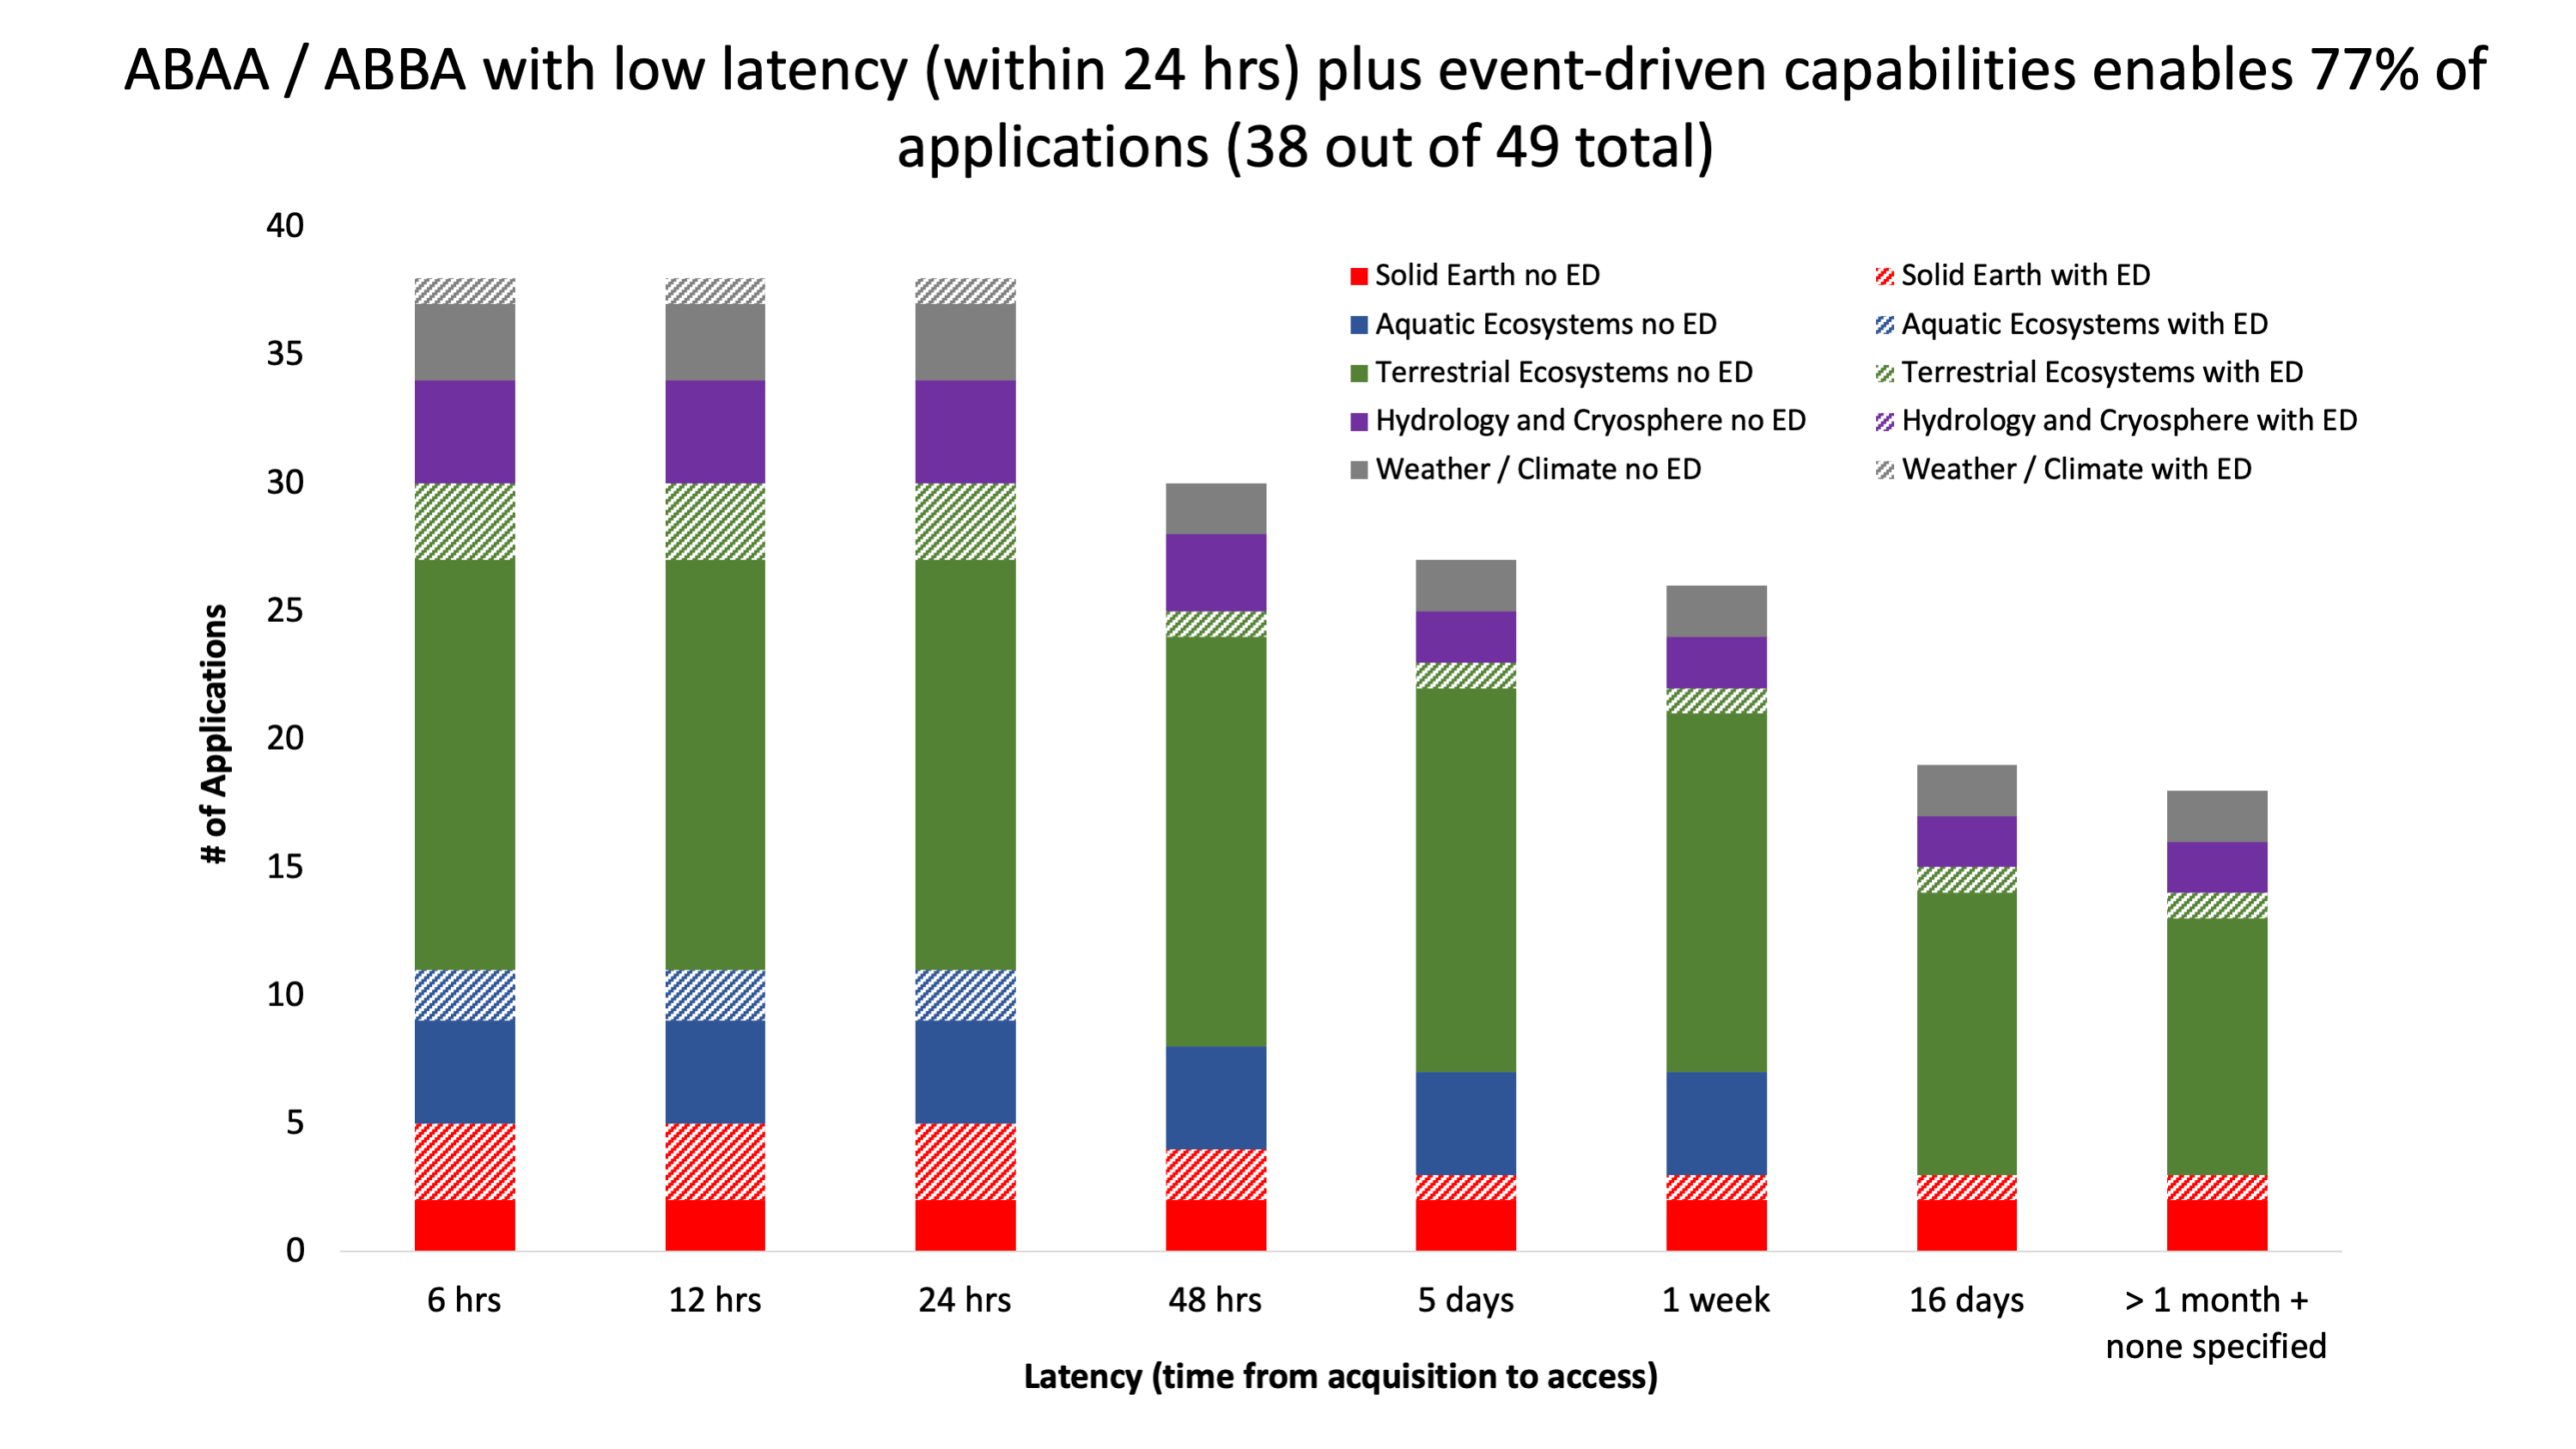 ABAA / ABBA with low latency (within 24 hrs) plus event-driven capabilities enables 77% of
applications (38 out of 49 total)
40
35
30
25
20
15
10
5
0
# of Applications
Solid Earth no ED
Solid Earth with ED
Aquatic Ecosystems no ED
Aquatic Ecosystems with ED
Terrestrial Ecosystems no ED
Terrestrial Ecosystems with ED
Hydrology and Cryosphere no ED
Hydrology and Cryosphere with ED
Weather / Climate no ED
Weather / Climate with ED
6 hrs
12 hrs
24 hrs
48 hrs
5 days
1 week
16 days
> 1 month +
none specified
Latency (time from acquisition to access)